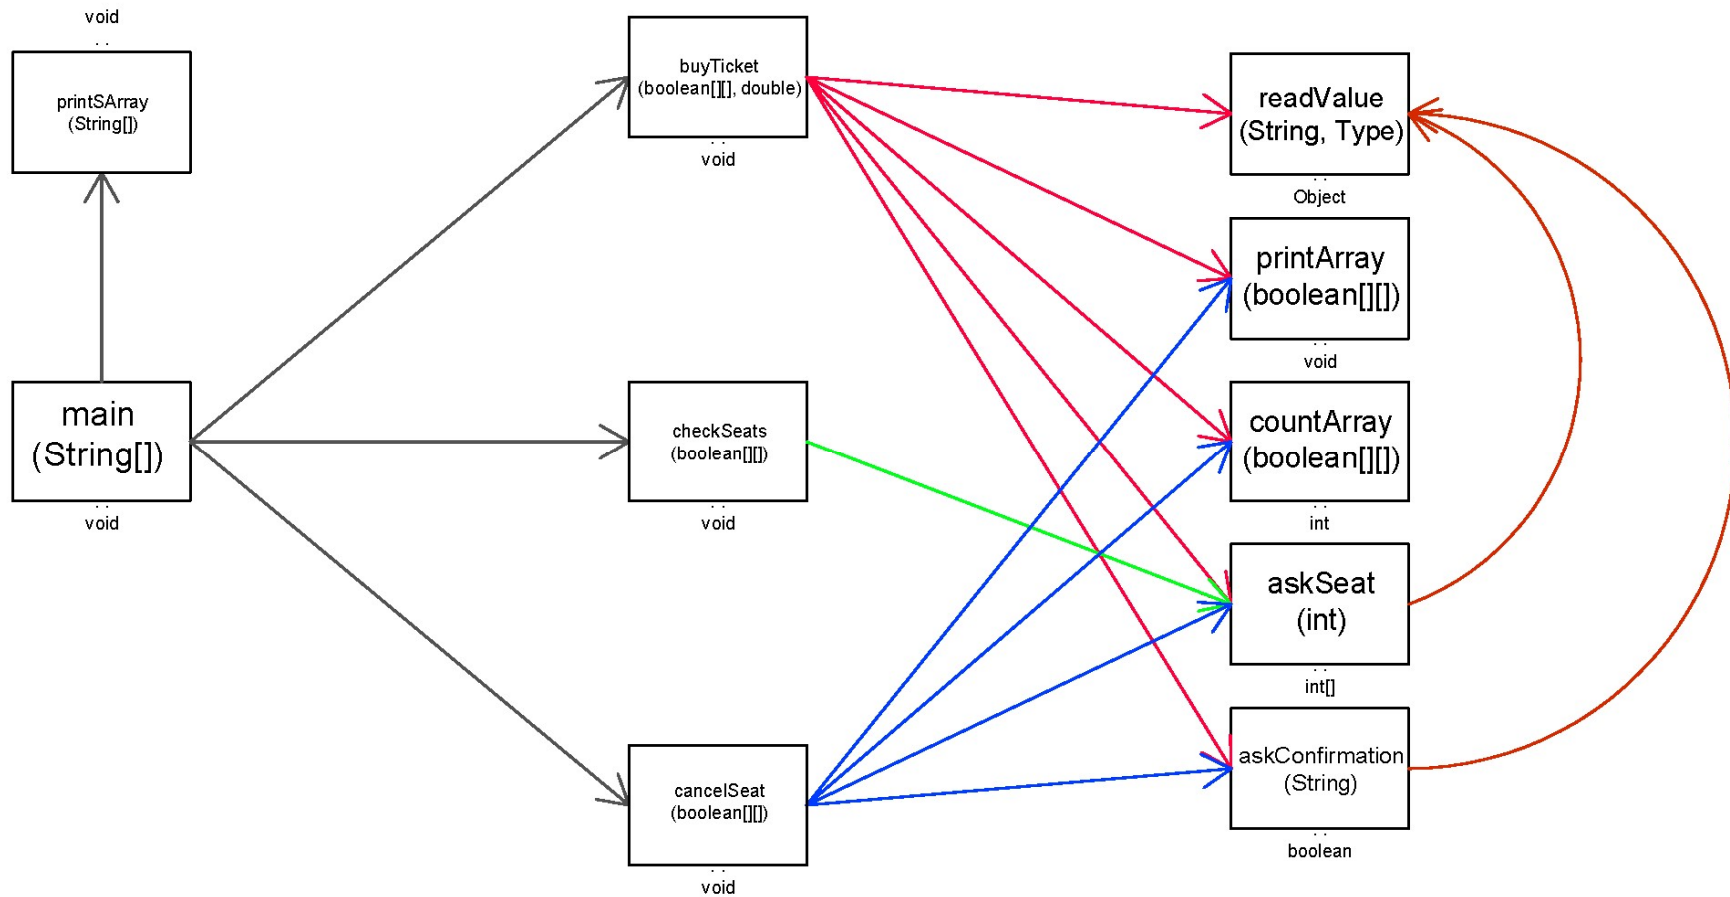 void
printSArray
(String[])
main
(String[])
void
buyTicket
(boolean[][], double)
void
checkSeats
(boolean[][])
void
cancelSeat
(boolean[][])
void
readValue
(String, Type)
Object
printArray
(boolean[][])
void
countArray
(boolean[][])
int
askSeat
(int)
int[]
askConfirmation
(String)
boolean